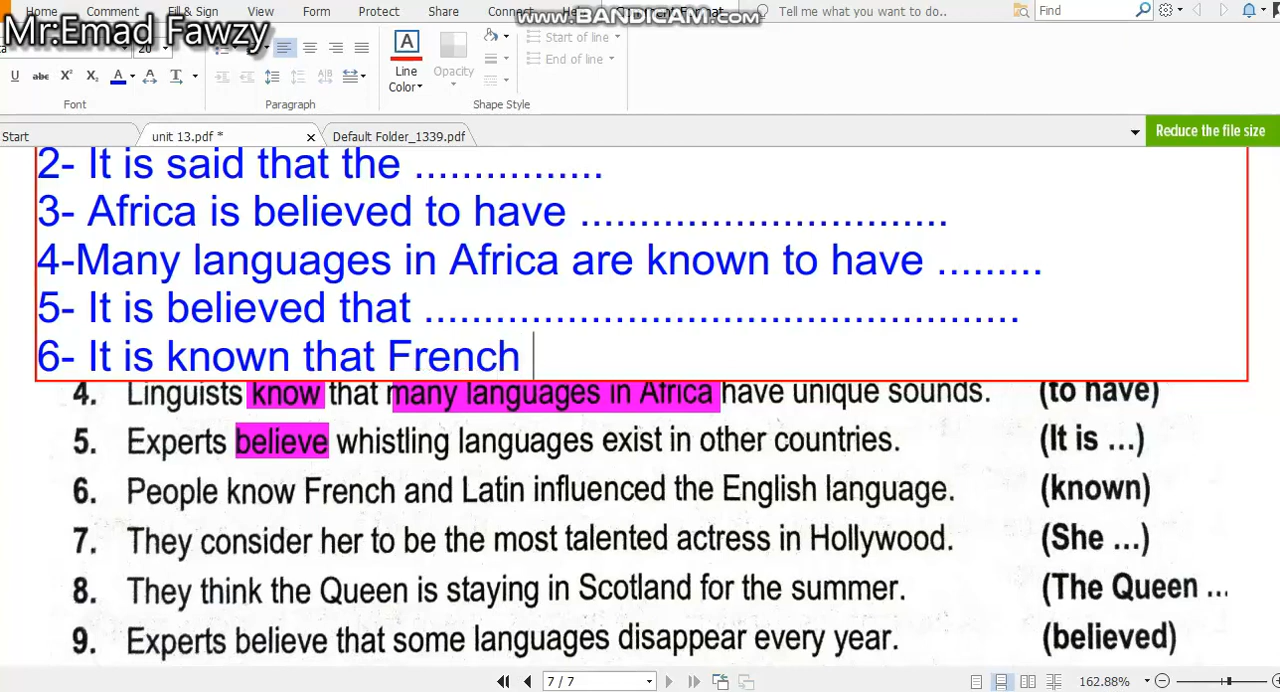 Home Comment Fill & Sign View Form Protect Share Connect Tell me what you want to do.. Find
www.BANDICAM.com
Mr:Emad Fawzy
20
Line Color
Opacity
Start of line
End of line
Font Paragraph Shape Style
Start unit 13.pdf * Default Folder_1339.pdf Reduce the file size
2- It is said that the ................
3- Africa is believed to have ...............................
4-Many languages in Africa are known to have .........
5- It is believed that ..................................................
6- It is known that French
4. Linguists know that many languages in Africa have unique sounds. (to have)
5. Experts believe whistling languages exist in other countries. (It is ...)
6. People know French and Latin influenced the English language. (known)
7. They consider her to be the most talented actress in Hollywood. (She ...)
8. They think the Queen is staying in Scotland for the summer. (The Queen ...
9. Experts believe that some languages disappear every year. (believed)
7 / 7 162.88%